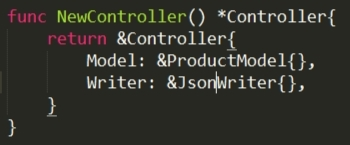 func NewController() *Controller{
    return &Controller{
        Model: &ProductModel{},
        Writer: &JsonWriter{},
    }
}